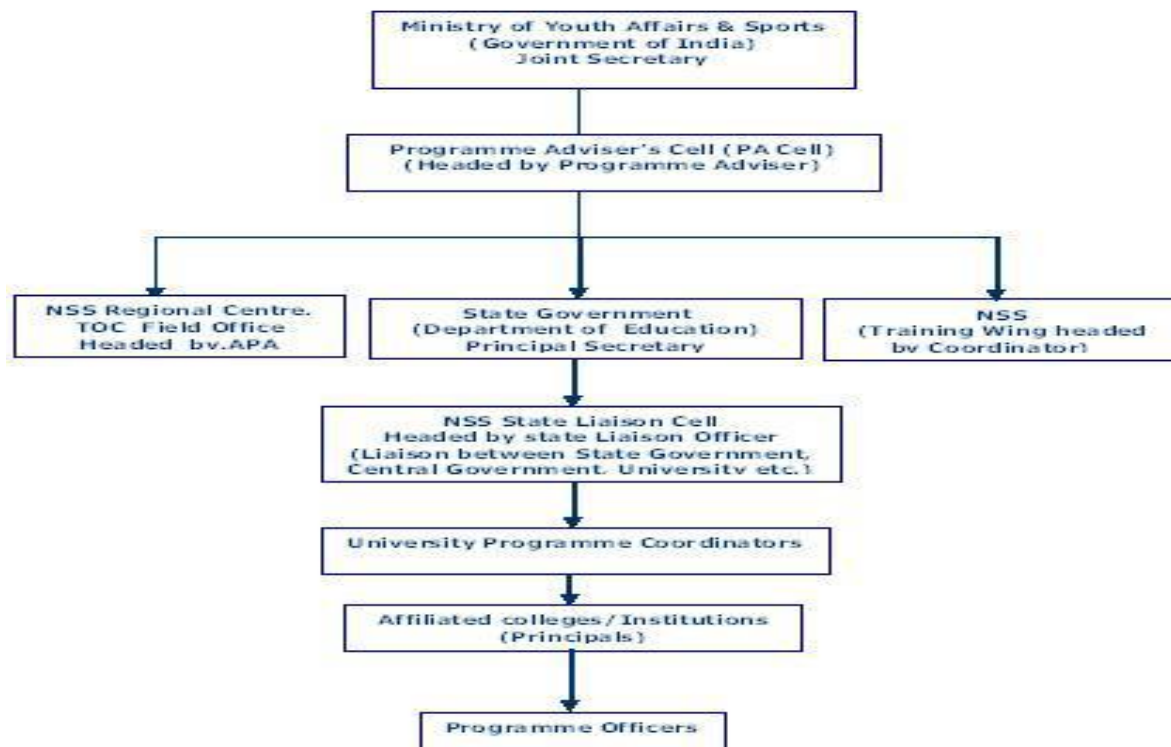 Ministry of Youth Affairs & Sports
(Government of India)
Joint Secretary
Programme Adviser's Cell (PA Cell)
(Headed by Programme Adviser)
NSS Regional Centre.
TOC Field Office
Headed by.APA
State Government
(Department of Education)
Principal Secretary
NSS
(Training Wing headed
by Coordinator)
NSS State Liaison Cell
Headed by state Liaison Officer
(Liaison between State Government,
Central Government, University etc.)
University Programme Coordinators
Affiliated colleges/Institutions
(Principals)
Programme Officers